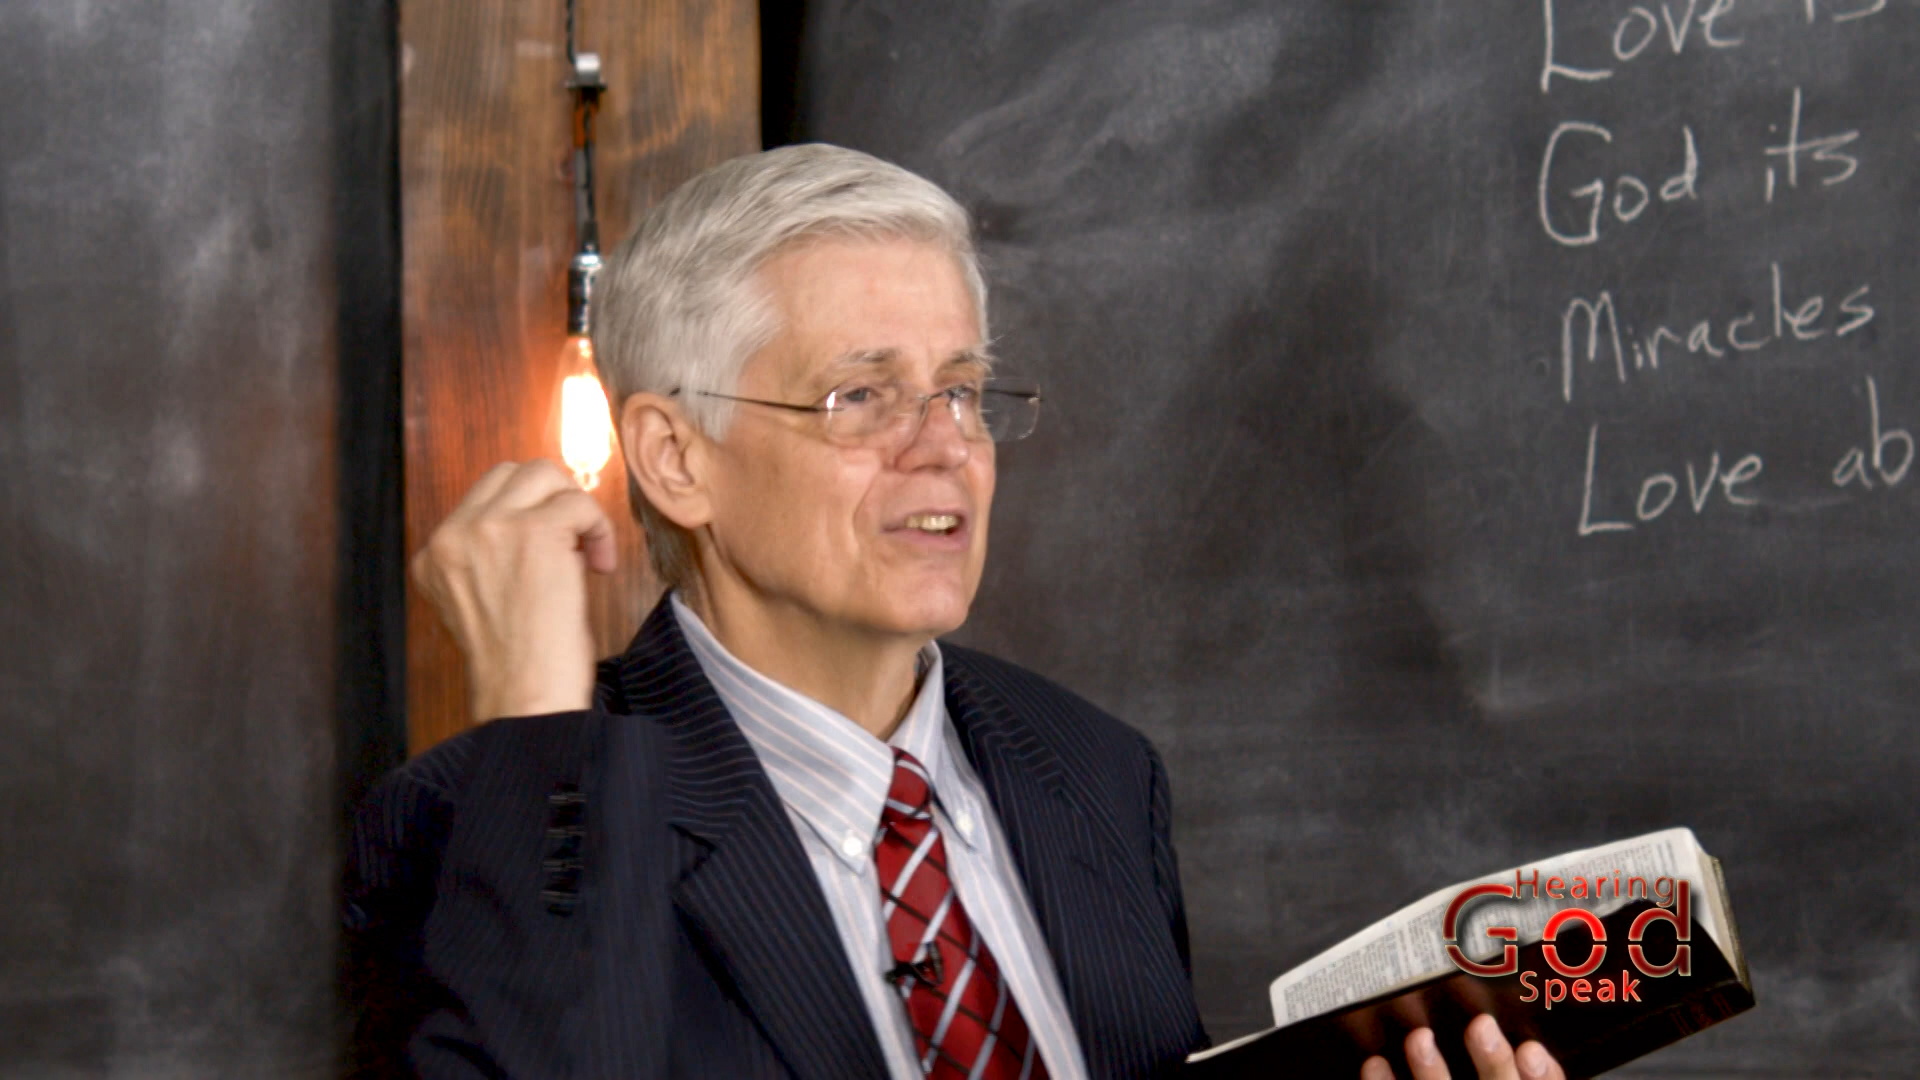 Love is
God its
Miracles
Love ab
Hearing
God
Speak